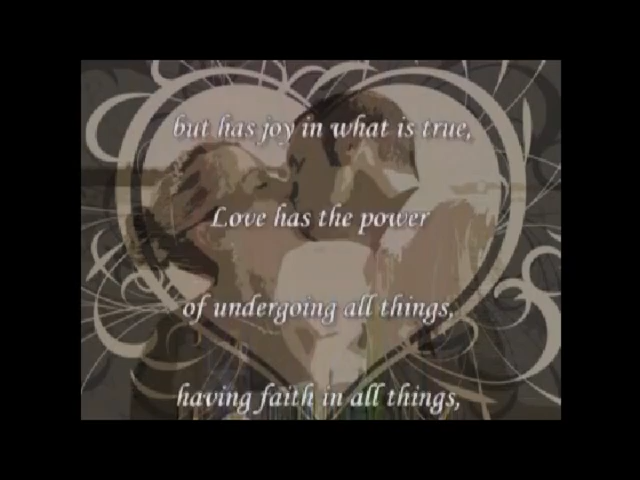 but has joy in what is true,
Love has the power
of undergoing all things,
having faith in all things,